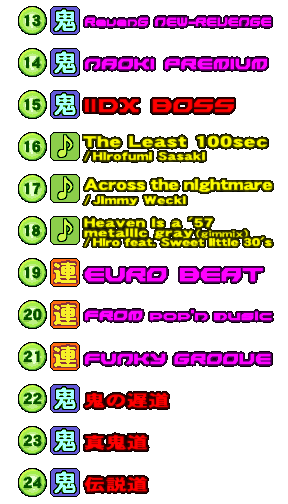 13 鬼 RevenG NEW-REVENGE
14 鬼 NAOKI PREMIUM
15 鬼 IIDX BOSS
16 The Least 100sec
/Hirofumi Sasaki
17 Across the nightmare
/Jimmy Weckl
18 Heaven is a '57
metallic gray(gimmix)
/Hiro feat. Sweet little 30's
19 連 EURO BEAT
20 連 FROM POP'N MUSIC
21 連 FUNKY GROOVE
22 鬼 鬼の遅道
23 鬼 真鬼道
24 鬼 伝説道